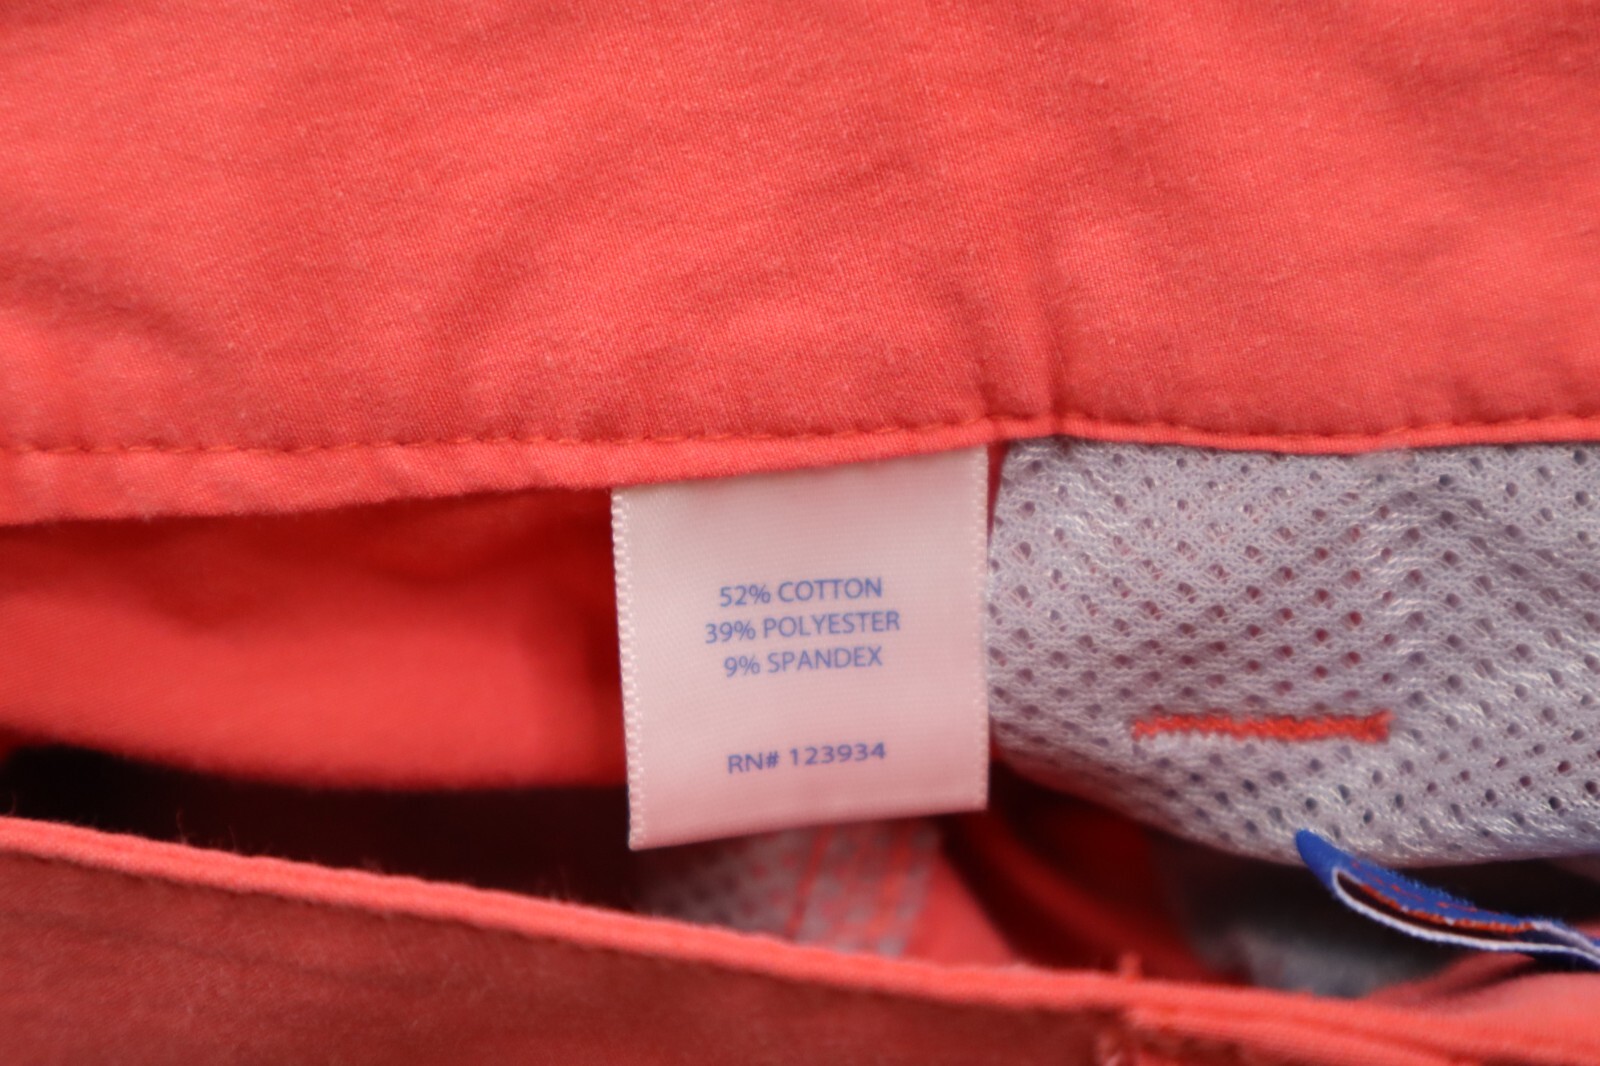 52% COTTON
39% POLYESTER
9% SPANDEX
RN# 123934